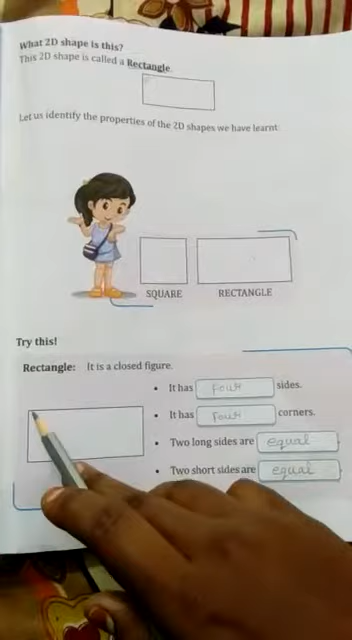 What 2D shape is this?
This 2D shape is called a Rectangle.
Let us identify the properties of the 2D shapes we have learnt.
SQUARE
RECTANGLE
Try this!
Rectangle: It is a closed figure.
• It has four sides.
• It has four corners.
• Two long sides are equal.
• Two short sides are equal.